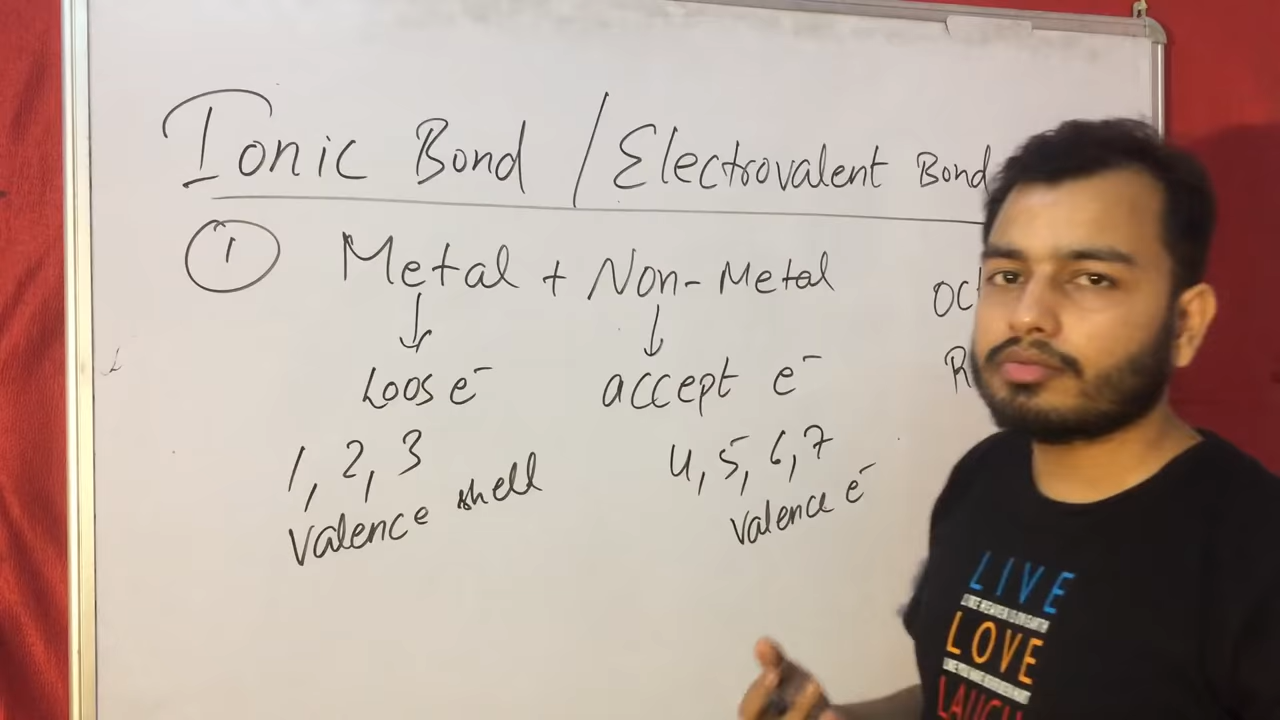 Ionic Bond / Electrovalent Bond
1 Metal + Non-Metal
Loose e⁻ accept e⁻
1, 2, 3 4, 5, 6, 7
valence shell valence e⁻
LIVE
LOVE
LAUGH